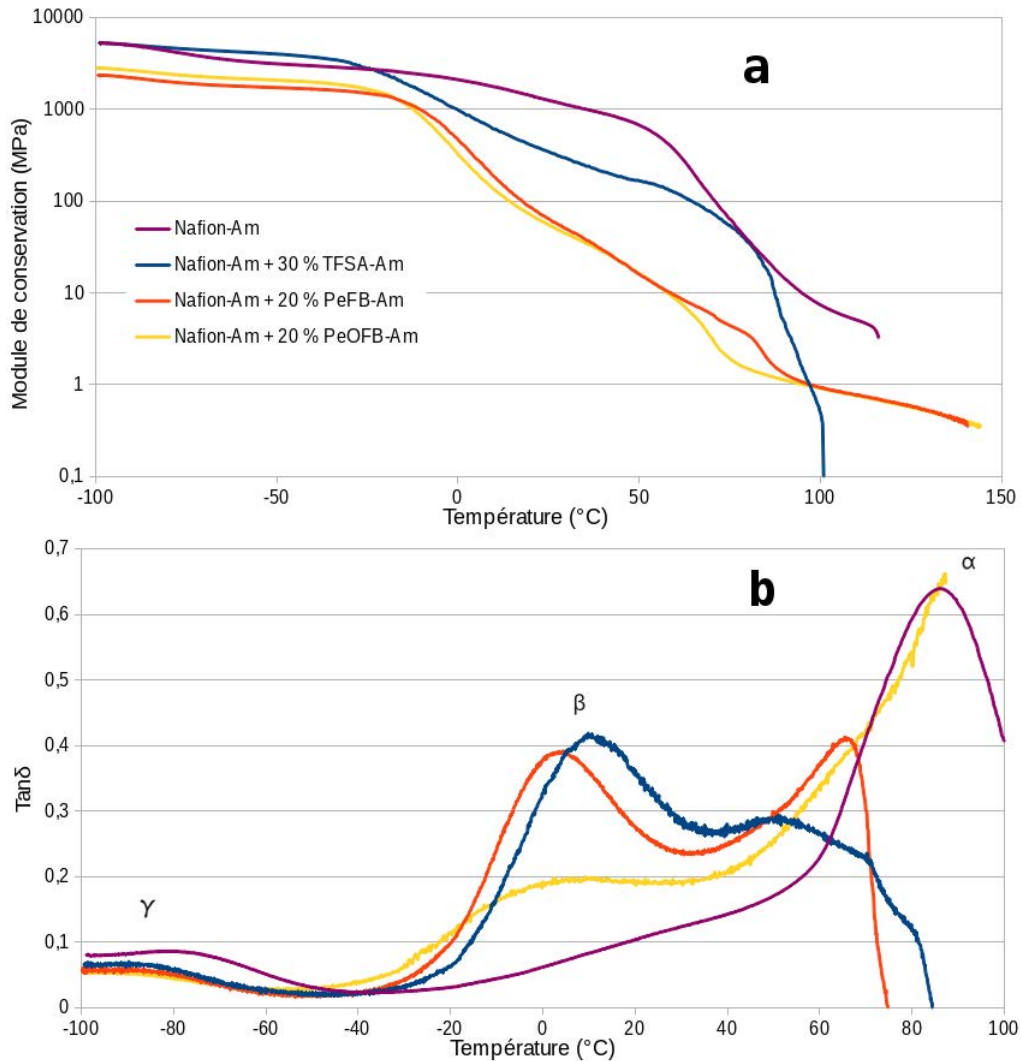 10000
a
1000
Module de conservation (MPa)
100
Nafion-Am
Nafion-Am + 30 % TFSA-Am
10
Nafion-Am + 20 % PeFB-Am
Nafion-Am + 20 % PeOFB-Am
1
0,1
-100 -50 0 50 100 150
Température (°C)
0,7
b
α
0,6
0,5
β
0,4
Tanδ
0,3
0,2
γ
0,1
0
-100 -80 -60 -40 -20 0 20 40 60 80 100
Température (°C)